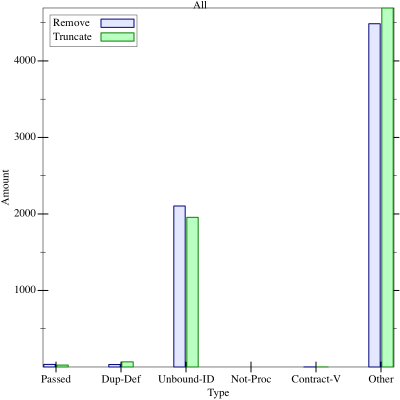 All
Remove
Truncate
4000
3000
2000
1000
Amount
Passed Dup-Def Unbound-ID Not-Proc Contract-V Other
Type